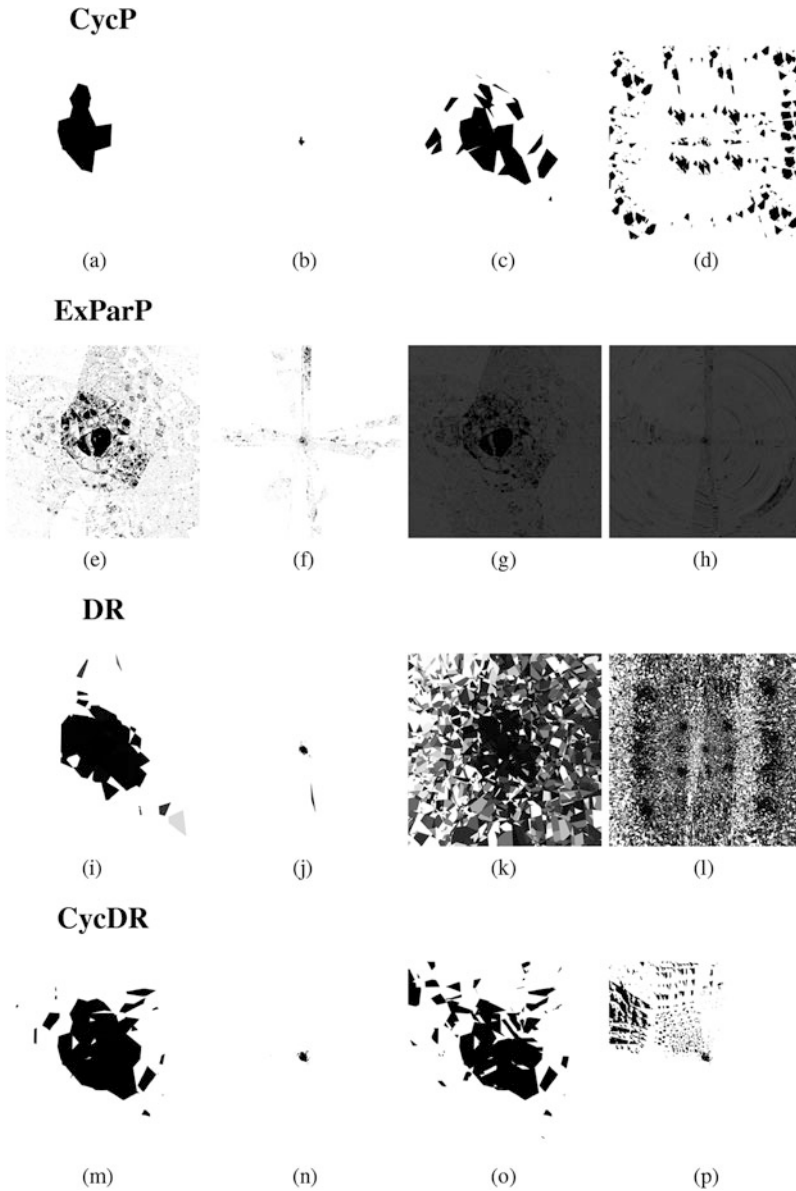 CycP
(a) (b) (c) (d)
ExParP
(e) (f) (g) (h)
DR
(i) (j) (k) (l)
CycDR
(m) (n) (o) (p)